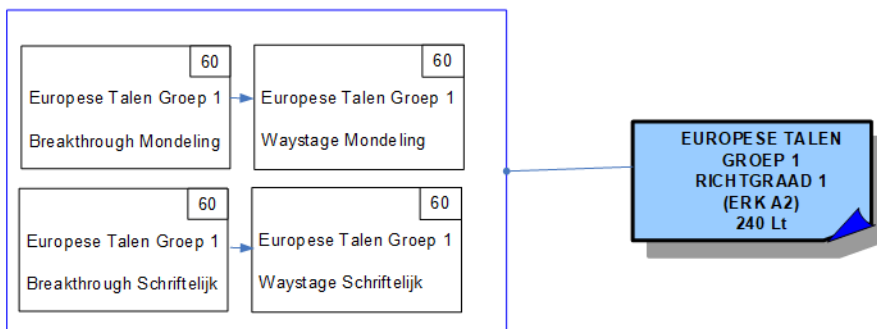 60
Europese Talen Groep 1
Breakthrough Mondeling
60
Europese Talen Groep 1
Waystage Mondeling
60
Europese Talen Groep 1
Breakthrough Schriftelijk
60
Europese Talen Groep 1
Waystage Schriftelijk
EUROPESE TALEN
GROEP 1
RICHTGRAAD 1
(ERK A2)
240 Lt